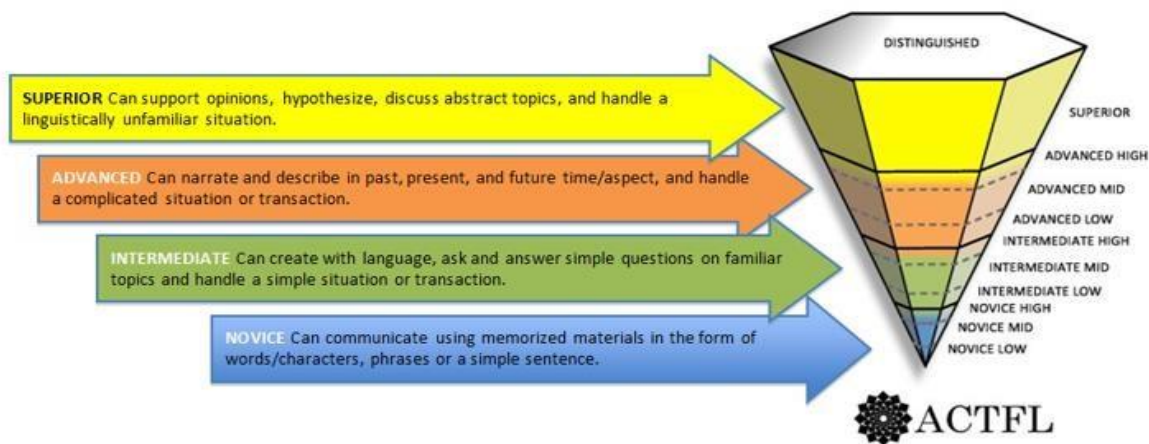 DISTINGUISHED
SUPERIOR Can support opinions, hypothesize, discuss abstract topics, and handle a
linguistically unfamiliar situation.
SUPERIOR
ADVANCED HIGH
ADVANCED Can narrate and describe in past, present, and future time/aspect, and handle
a complicated situation or transaction.
ADVANCED MID
ADVANCED LOW
INTERMEDIATE HIGH
INTERMEDIATE Can create with language, ask and answer simple questions on familiar
topics and handle a simple situation or transaction.
INTERMEDIATE MID
INTERMEDIATE LOW
NOVICE HIGH
NOVICE Can communicate using memorized materials in the form of
words/characters, phrases or a simple sentence.
NOVICE MID
NOVICE LOW
ACTFL